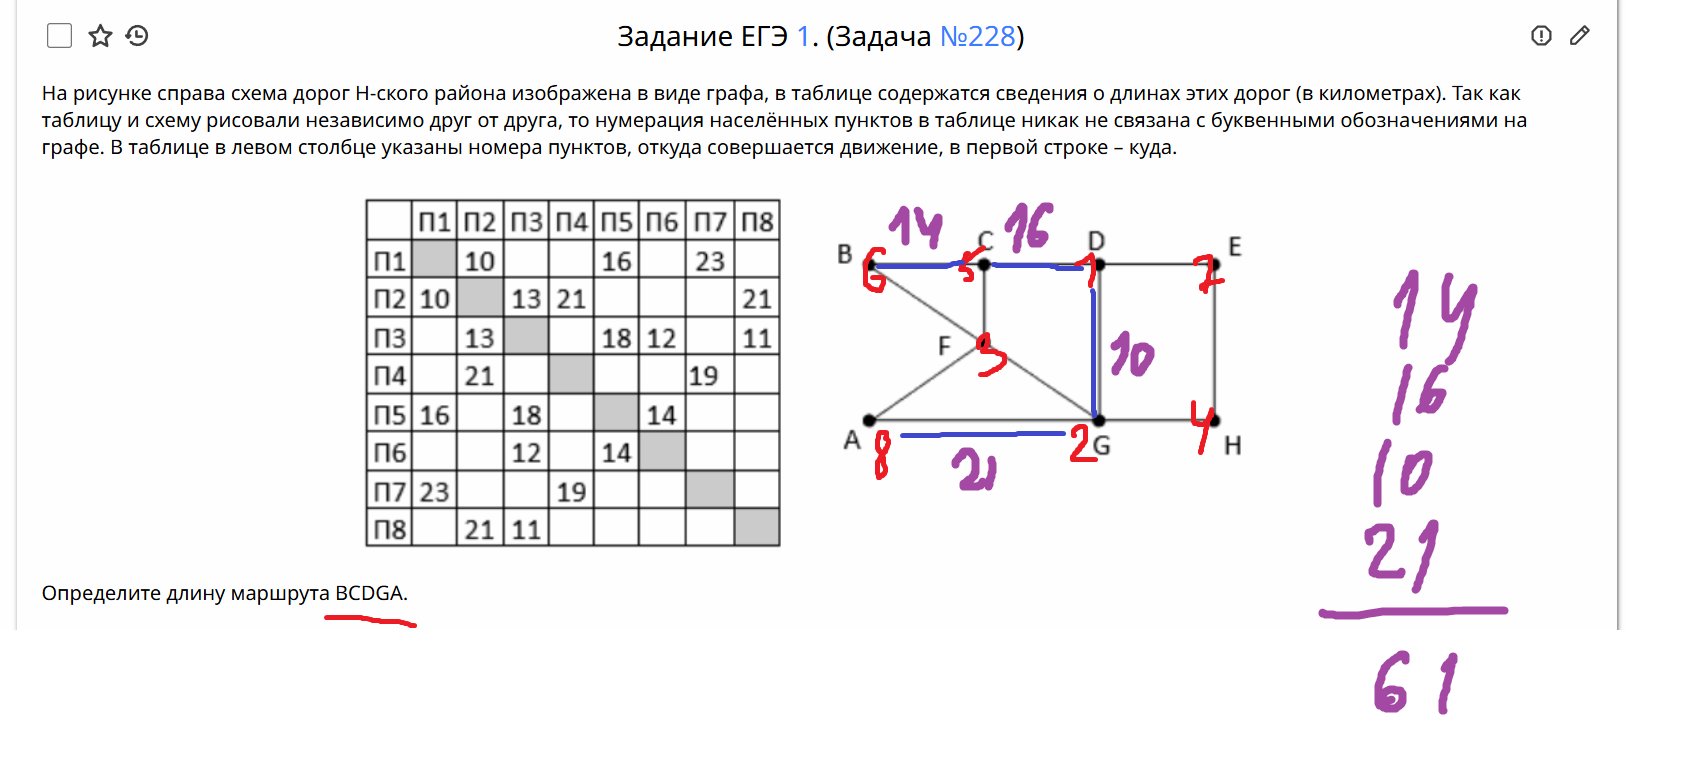 Задание ЕГЭ 1. (Задача №228)
На рисунке справа схема дорог Н-ского района изображена в виде графа, в таблице содержатся сведения о длинах этих дорог (в километрах). Так как
таблицу и схему рисовали независимо друг от друга, то нумерация населённых пунктов в таблице никак не связана с буквенными обозначениями на
графе. В таблице в левом столбце указаны номера пунктов, откуда совершается движение, в первой строке – куда.
П1 П2 П3 П4 П5 П6 П7 П8
П1 10 16 23
П2 10 13 21 21
П3 13 18 12 11
П4 21 19
П5 16 18 14
П6 12 14
П7 23 19
П8 21 11
14 16
B C D E
6 5 1 7
F 3 10
A G H
8 2 4
21
14
16
10
21
61
Определите длину маршрута BCDGA.